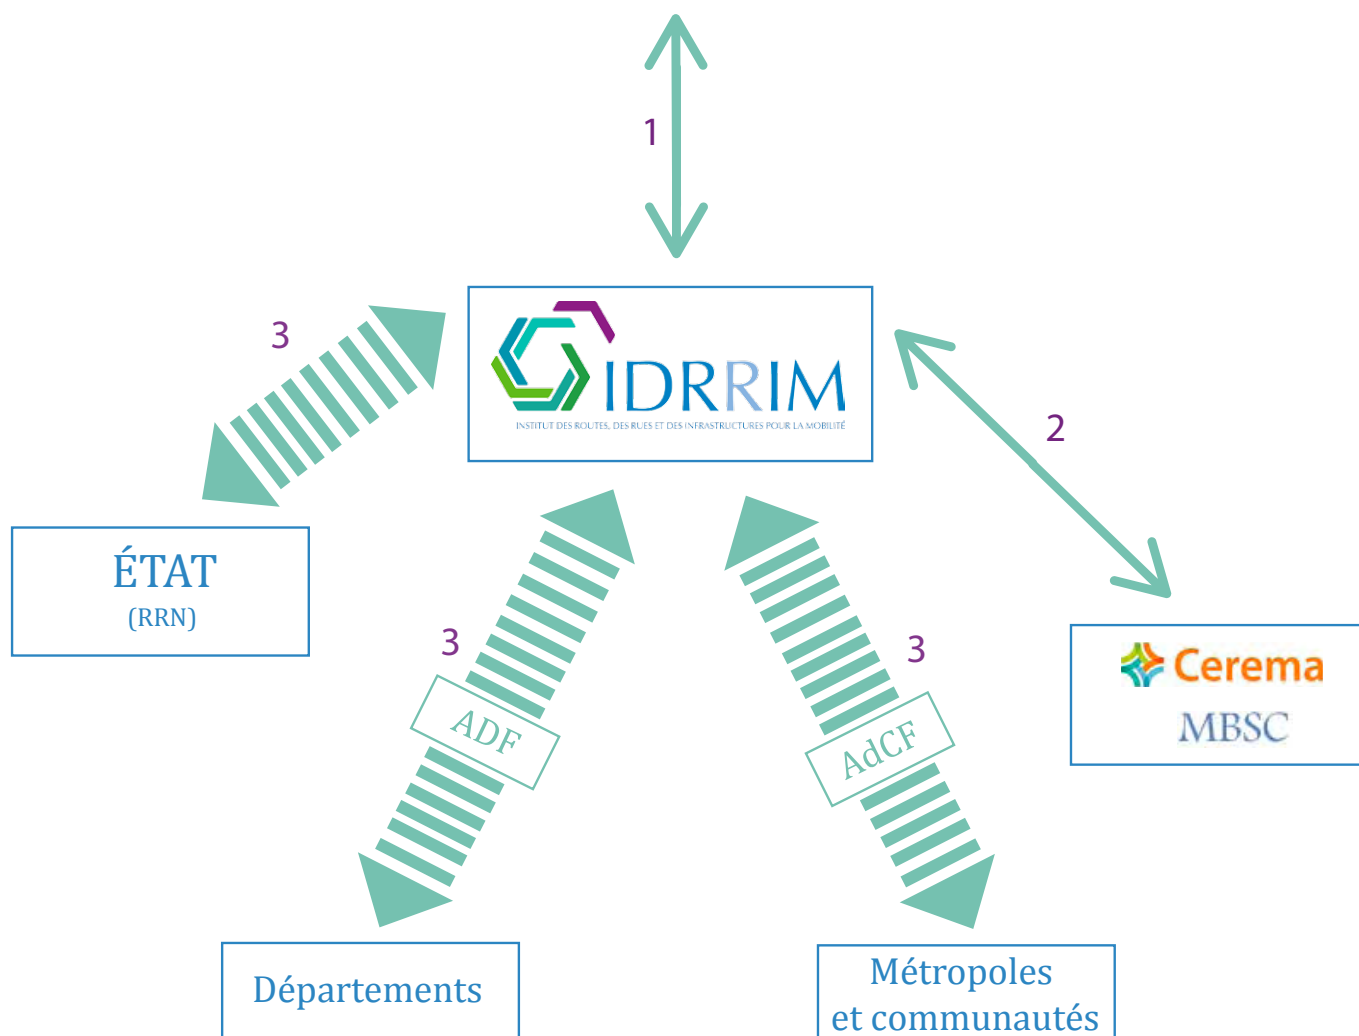 1
3
IDRRIM
INSTITUT DES ROUTES, DES RUES ET DES INFRASTRUCTURES POUR LA MOBILITÉ
2
ÉTAT
(RRN)
3
3
Cerema
MBSC
ADF
AdCF
Départements
Métropoles
et communautés